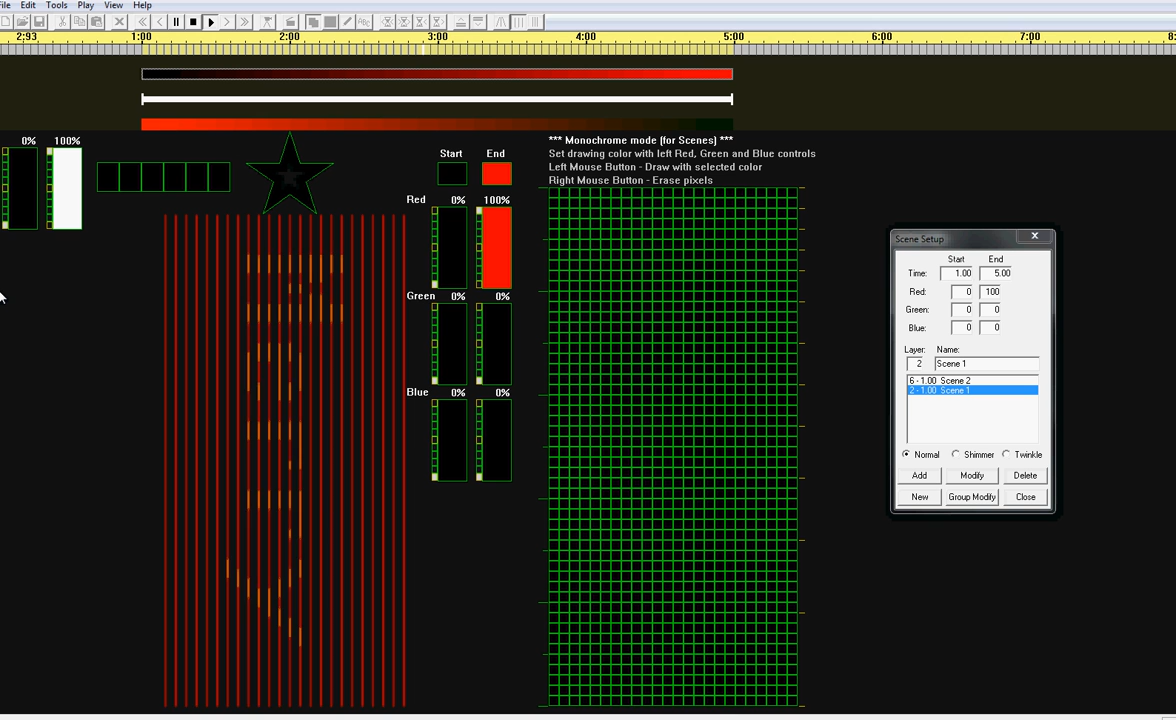 File Edit Tools Play View Help
2:93 1:00 2:00 3:00 4:00 5:00 6:00 7:00 8:
0% 100%
Start End
Red 0% 100%
Green 0% 0%
Blue 0% 0%
*** Monochrome mode (for Scenes) ***
Set drawing color with left Red, Green and Blue controls
Left Mouse Button - Draw with selected color
Right Mouse Button - Erase pixels
Scene Setup
Start End
Time: 1.00 5.00
Red: 0 100
Green: 0 0
Blue: 0 0
Layer: Name:
2 Scene 1
6 - 1.00 Scene 2
2 - 1.00 Scene 1
Normal Shimmer Twinkle
Add Modify Delete
New Group Modify Close